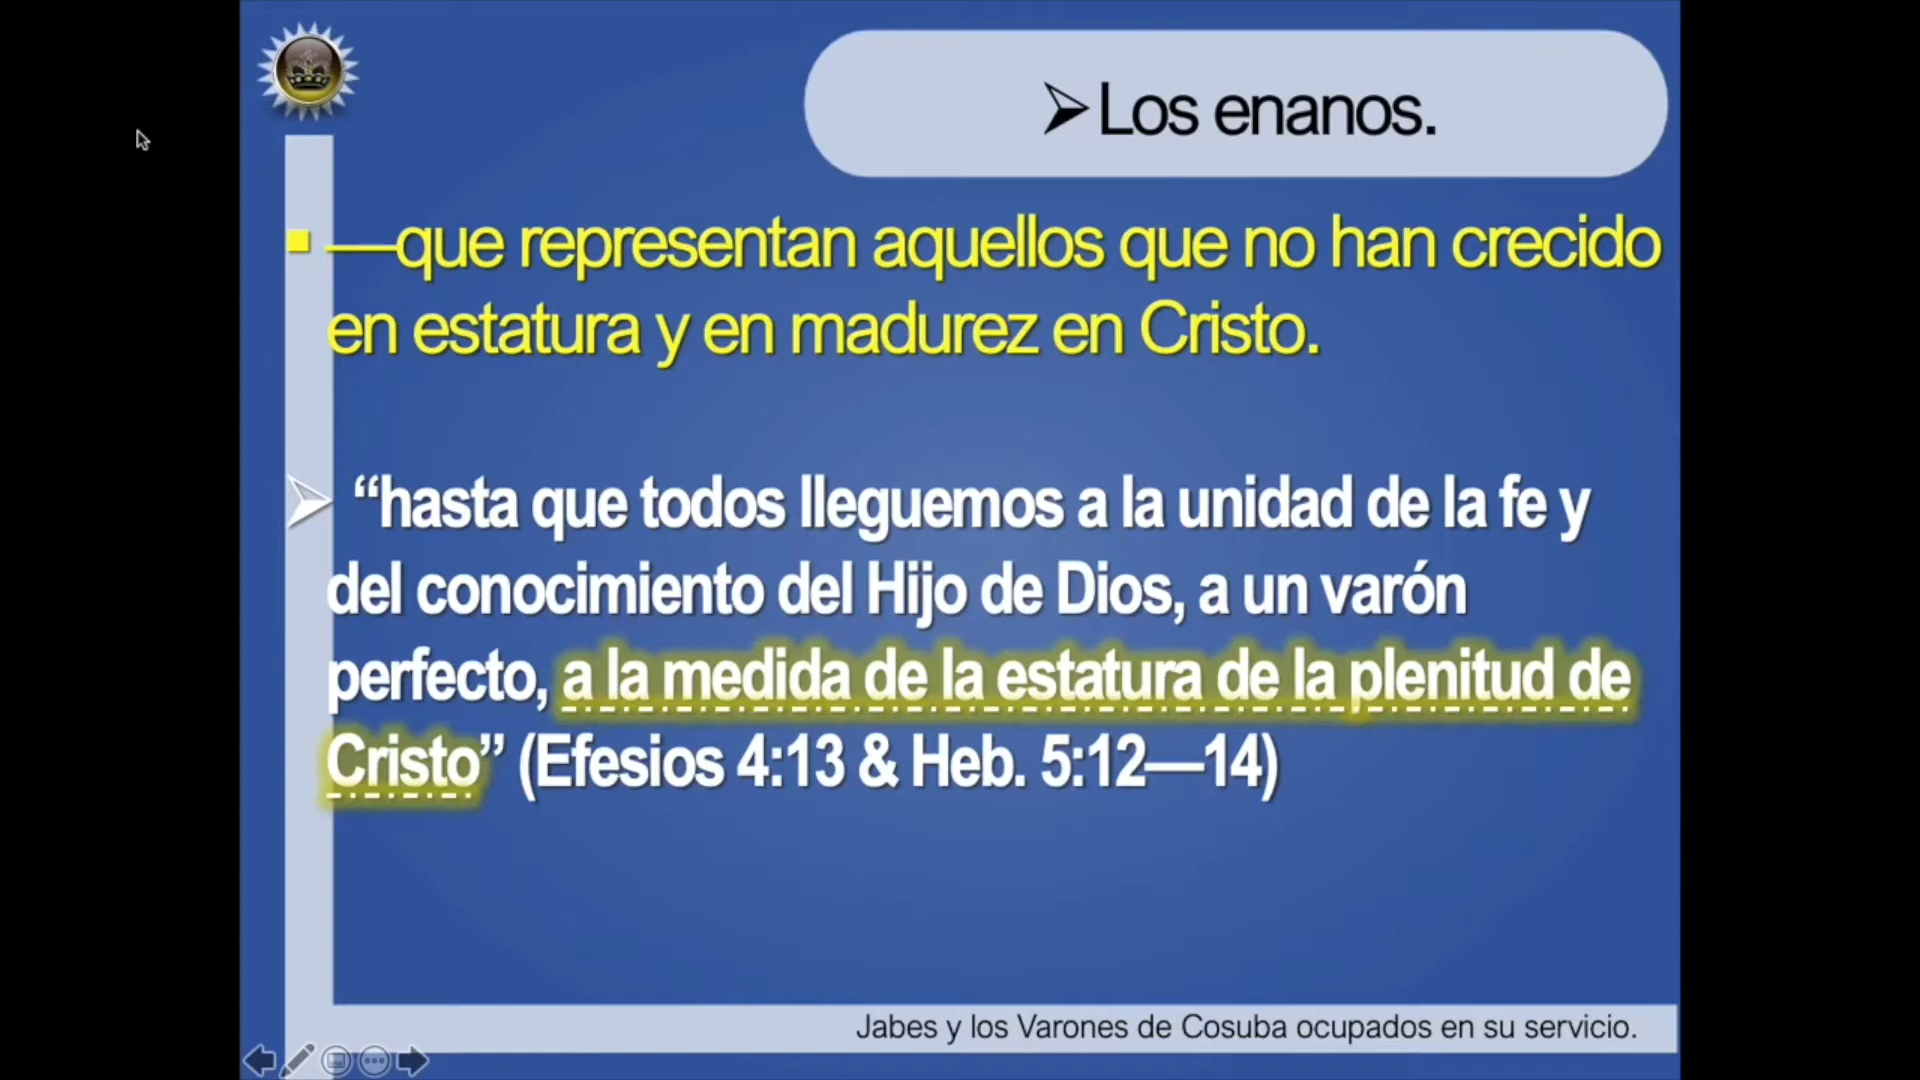 ➢Los enanos.
▪ —que representan aquellos que no han crecido
en estatura y en madurez en Cristo.
➢ “hasta que todos lleguemos a la unidad de la fe y
del conocimiento del Hijo de Dios, a un varón
perfecto, a la medida de la estatura de la plenitud de
Cristo” (Efesios 4:13 & Heb. 5:12—14)
Jabes y los Varones de Cosuba ocupados en su servicio.